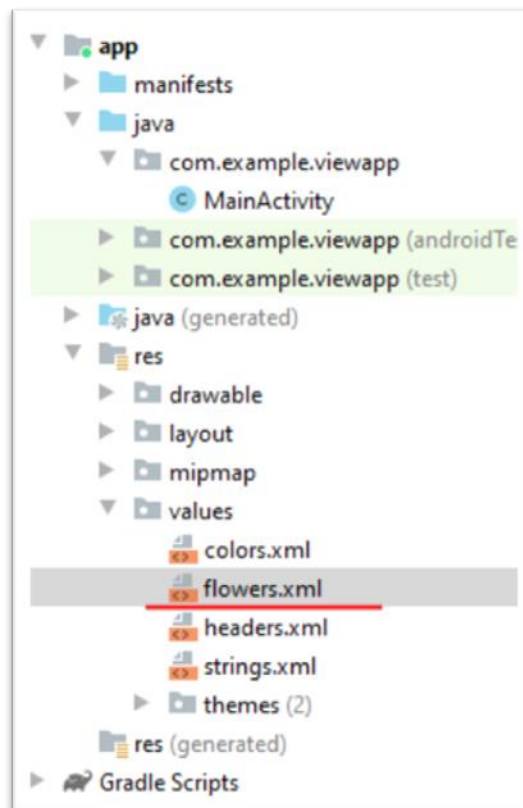 app
manifests
java
com.example.viewapp
MainActivity
com.example.viewapp (androidTe
com.example.viewapp (test)
java (generated)
res
drawable
layout
mipmap
values
colors.xml
flowers.xml
headers.xml
strings.xml
themes (2)
res (generated)
Gradle Scripts